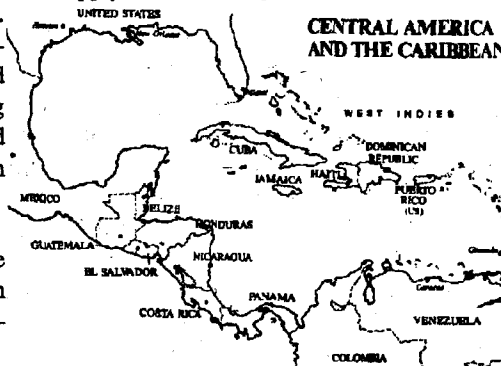 UNITED STATES
CENTRAL AMERICA
AND THE CARIBBEAN
WEST INDIES
CUBA
DOMINICAN
REPUBLIC
JAMAICA
HAITI
PUERTO
RICO
(US)
MEXICO
BELIZE
HONDURAS
GUATEMALA
NICARAGUA
EL SALVADOR
Caracas
PANAMA
COSTA RICA
VENEZUELA
COLOMBIA